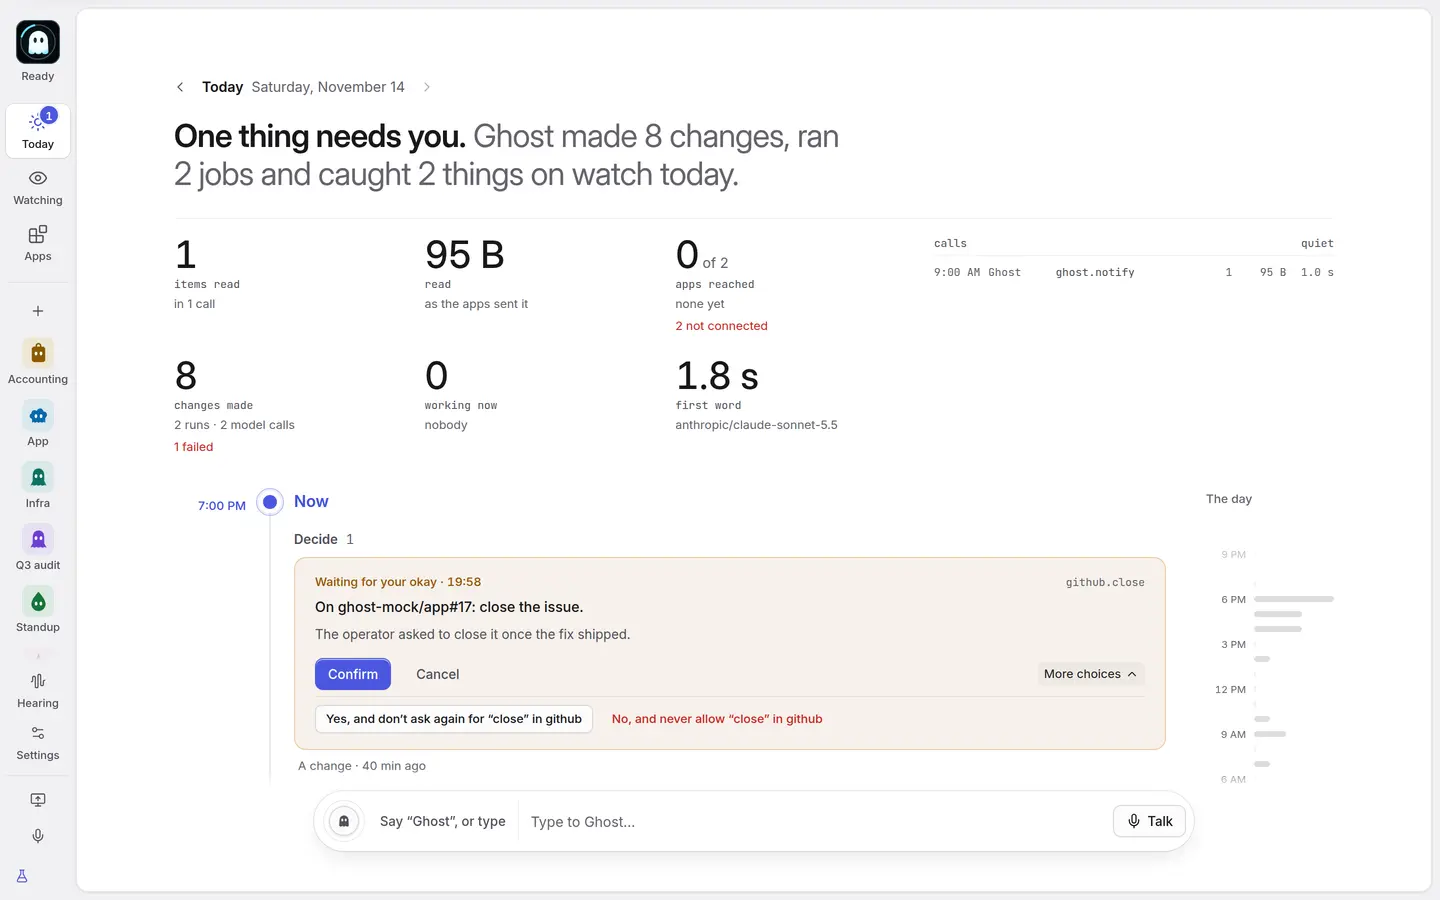 Ready
1
Today
Watching
Apps
Accounting
App
Infra
Q3 audit
Standup
Hearing
Settings
Today Saturday, November 14
One thing needs you. Ghost made 8 changes, ran
2 jobs and caught 2 things on watch today.
1
items read
in 1 call
95 B
read
as the apps sent it
0 of 2
apps reached
none yet
2 not connected
calls quiet
9:00 AM Ghost ghost.notify 1 95 B 1.0 s
8
changes made
2 runs · 2 model calls
1 failed
0
working now
nobody
1.8 s
first word
anthropic/claude-sonnet-5.5
7:00 PM Now
Decide 1
Waiting for your okay · 19:58 github.close
On ghost-mock/app#17: close the issue.
The operator asked to close it once the fix shipped.
Confirm Cancel More choices
Yes, and don’t ask again for “close” in github No, and never allow “close” in github
A change · 40 min ago
The day
9 PM
6 PM
3 PM
12 PM
9 AM
6 AM
Say “Ghost”, or type Type to Ghost... Talk